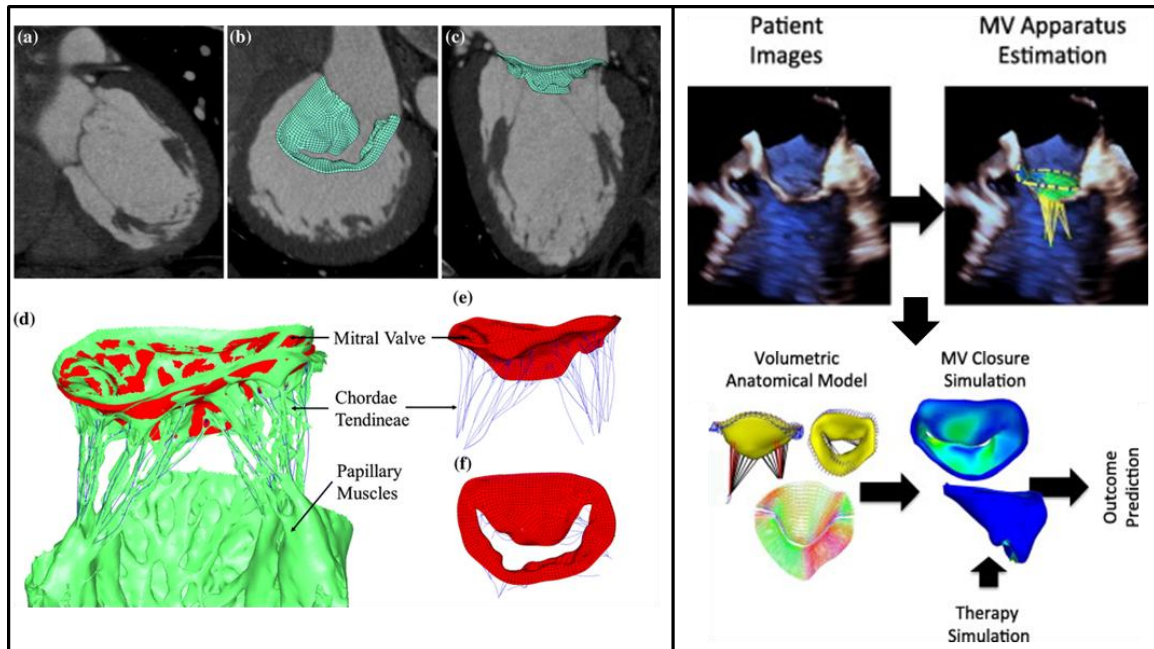 (a)
(b)
(c)
(d)
Mitral Valve
Chordae
Tendineae
Papillary
Muscles
(e)
(f)
Patient
Images
MV Apparatus
Estimation
Volumetric
Anatomical Model
MV Closure
Simulation
Outcome
Prediction
Therapy
Simulation